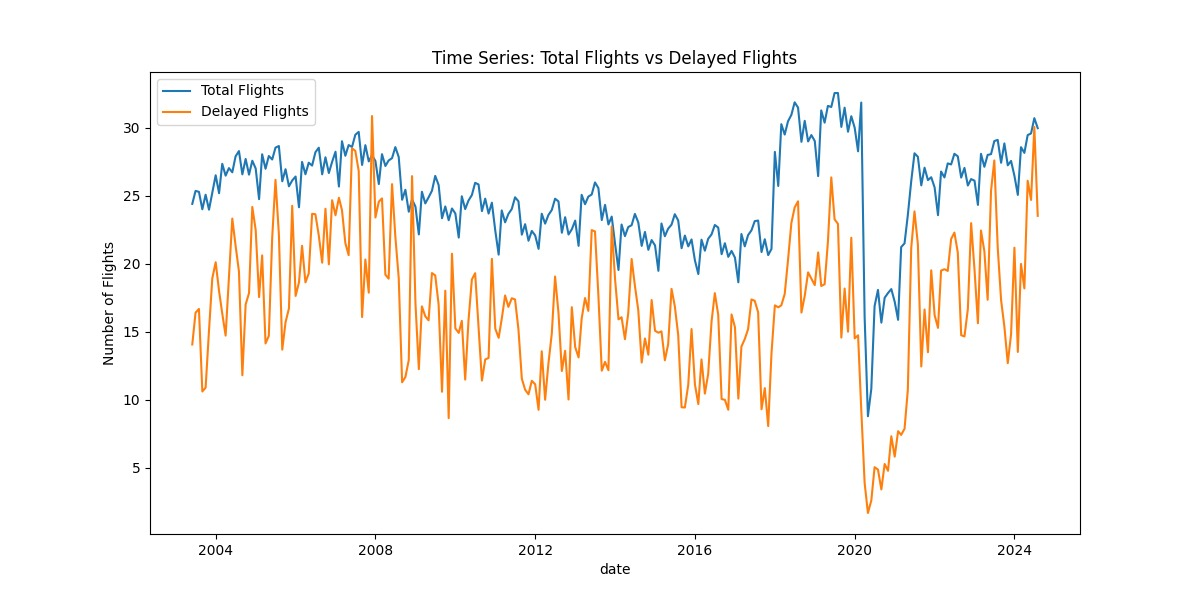 Time Series: Total Flights vs Delayed Flights
Total Flights
Delayed Flights
Number of Flights
30
25
20
15
10
5
2004 2008 2012 2016 2020 2024
date